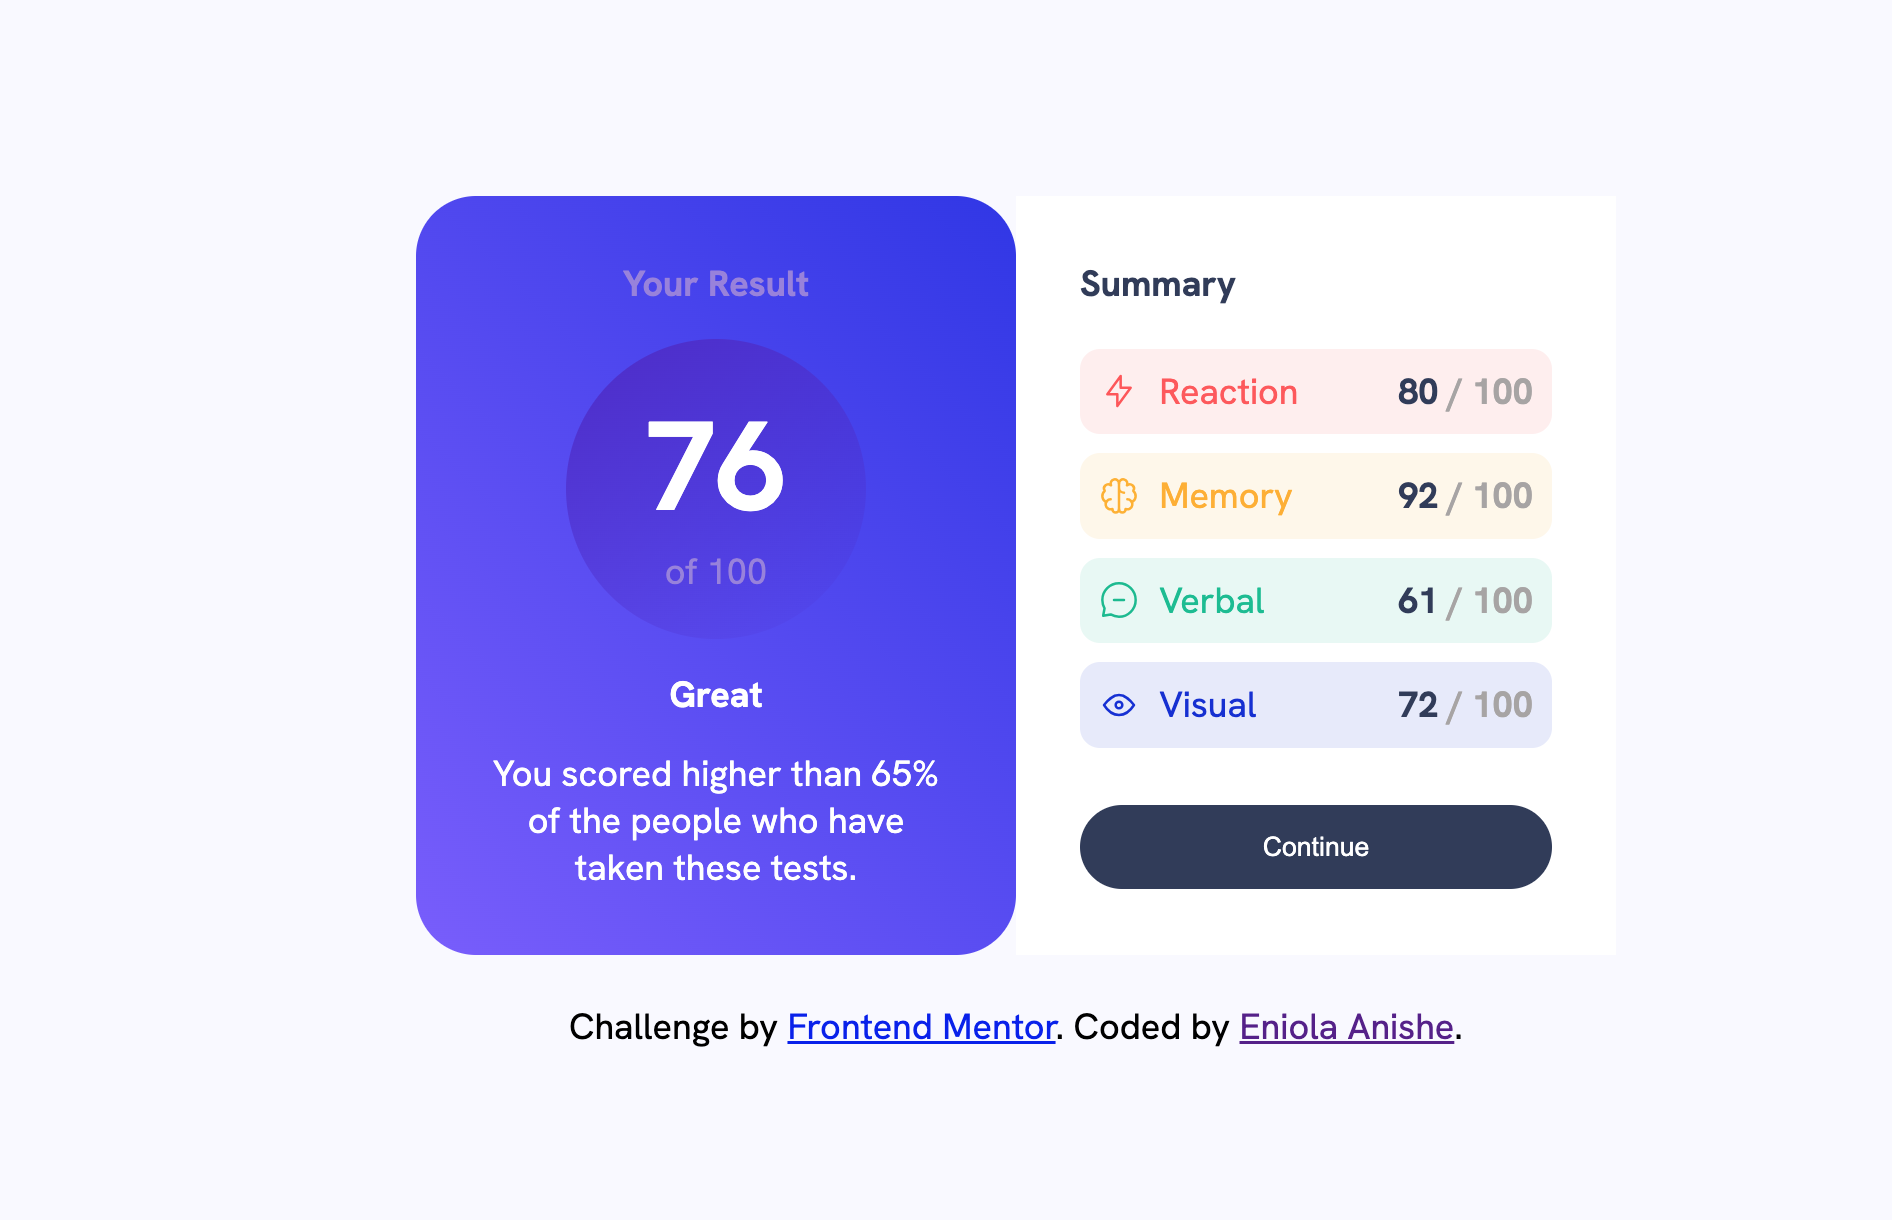 Your Result
76
of 100
Great
You scored higher than 65%
of the people who have
taken these tests.
Summary
Reaction 80 / 100
Memory 92 / 100
Verbal 61 / 100
Visual 72 / 100
Continue
Challenge by Frontend Mentor. Coded by Eniola Anishe.